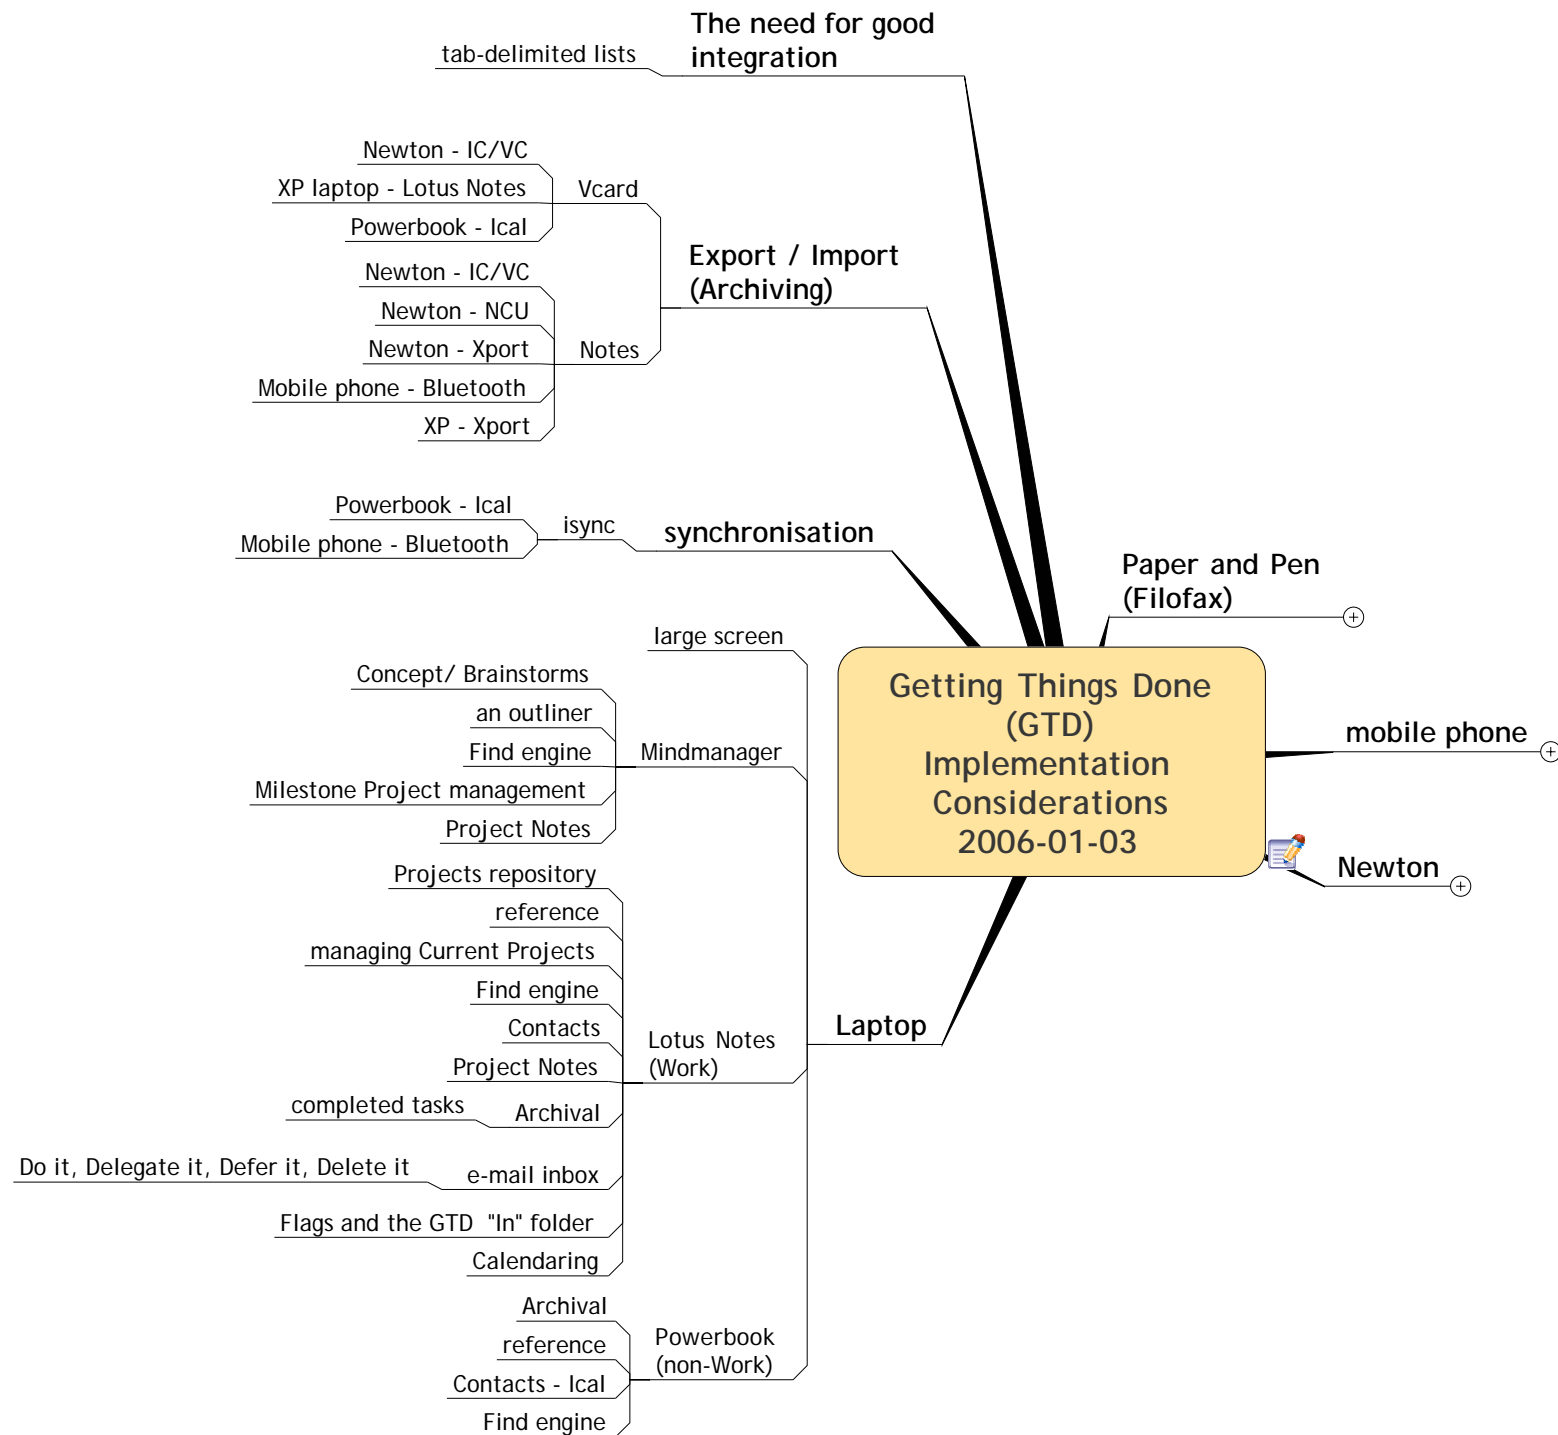 The need for good
integration
tab-delimited lists
Newton - IC/VC
XP laptop - Lotus Notes
Powerbook - Ical
Vcard
Export / Import
(Archiving)
Newton - IC/VC
Newton - NCU
Newton - Xport
Mobile phone - Bluetooth
XP - Xport
Notes
Powerbook - Ical
Mobile phone - Bluetooth
isync
synchronisation
Paper and Pen
(Filofax)
Getting Things Done
(GTD)
Implementation
Considerations
2006-01-03
mobile phone
Newton
large screen
Concept/ Brainstorms
an outliner
Find engine
Milestone Project management
Project Notes
Mindmanager
Projects repository
reference
managing Current Projects
Find engine
Contacts
Project Notes
completed tasks
Archival
Do it, Delegate it, Defer it, Delete it
e-mail inbox
Flags and the GTD "In" folder
Calendaring
Lotus Notes
(Work)
Laptop
Archival
reference
Contacts - Ical
Find engine
Powerbook
(non-Work)